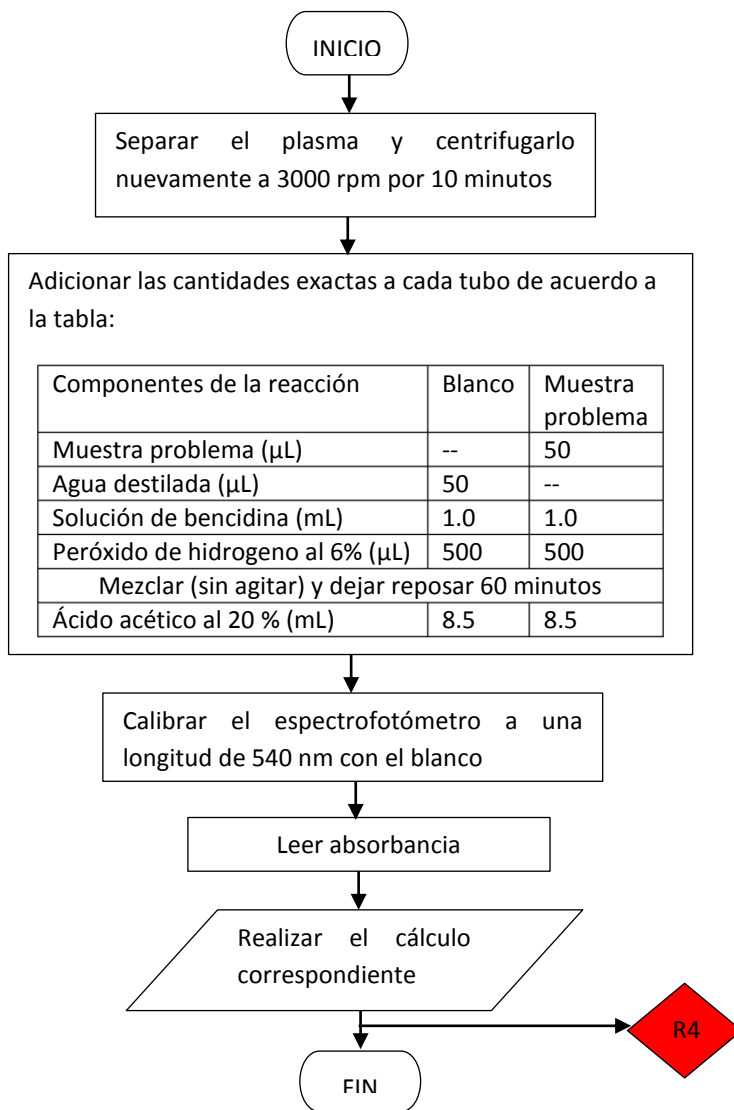 INICIO
Separar el plasma y centrifugarlo
nuevamente a 3000 rpm por 10 minutos
Adicionar las cantidades exactas a cada tubo de acuerdo a
la tabla:
Componentes de la reacción Blanco Muestra
problema
Muestra problema (µL) -- 50
Agua destilada (µL) 50 --
Solución de bencidina (mL) 1.0 1.0
Peróxido de hidrogeno al 6% (µL) 500 500
Mezclar (sin agitar) y dejar reposar 60 minutos
Ácido acético al 20 % (mL) 8.5 8.5
Calibrar el espectrofotómetro a una
longitud de 540 nm con el blanco
Leer absorbancia
Realizar el cálculo
correspondiente
R4
FIN